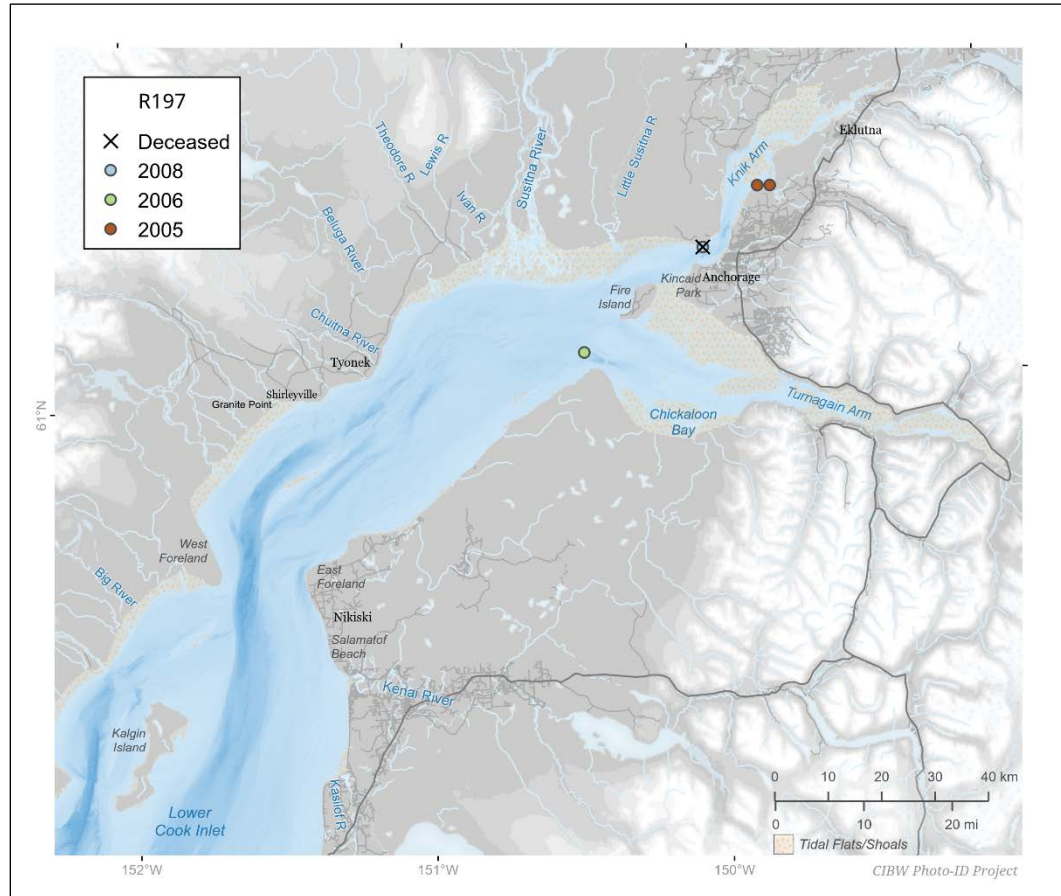 R197
Deceased
2008
2006
2005
Theodore R
Lewis R
Ivan R
Susitna River
Little Susitna R
Knik Arm
Eklutna
Beluga River
Kincaid
Park
Anchorage
Fire
Island
Chuitna River
Tyonek
Shirleyville
Granite Point
61°N
Turnagain Arm
Chickaloon
Bay
West
Foreland
Big River
East
Foreland
Nikiski
Salamatof
Beach
Kenai River
Kalgin
Island
Kasilof R
Lower
Cook Inlet
0 10 20 30 40 km
0 10 20 mi
Tidal Flats/Shoals
152°W 151°W 150°W
CIBW Photo-ID Project